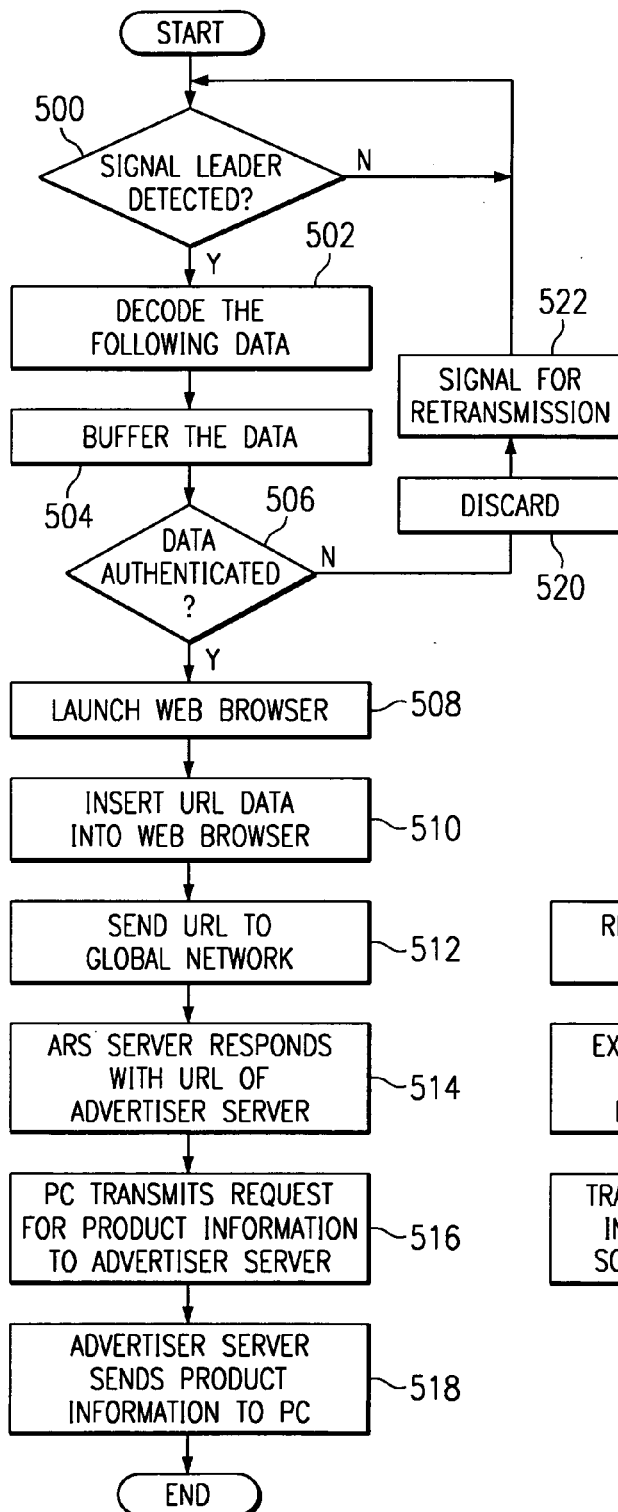 START
500
SIGNAL LEADER
DETECTED?
N
Y
502
DECODE THE
FOLLOWING DATA
522
SIGNAL FOR
RETRANSMISSION
BUFFER THE DATA
504
506
DISCARD
520
DATA
AUTHENTICATED
?
N
Y
LAUNCH WEB BROWSER
508
INSERT URL DATA
INTO WEB BROWSER
510
SEND URL TO
GLOBAL NETWORK
512
ARS SERVER RESPONDS
WITH URL OF
ADVERTISER SERVER
514
PC TRANSMITS REQUEST
FOR PRODUCT INFORMATION
TO ADVERTISER SERVER
516
ADVERTISER SERVER
SENDS PRODUCT
INFORMATION TO PC
518
END